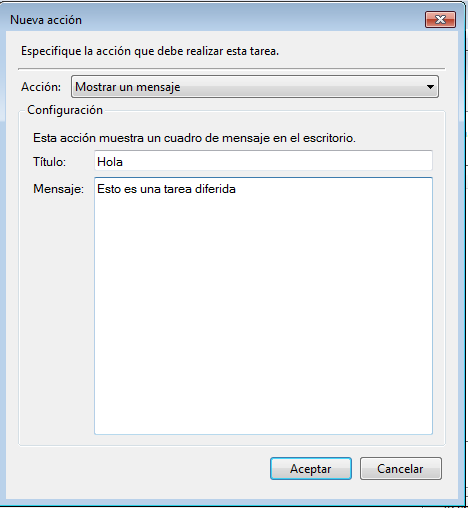 Nueva acción
Especifique la acción que debe realizar esta tarea.
Acción: Mostrar un mensaje
Configuración
Esta acción muestra un cuadro de mensaje en el escritorio.
Título: Hola
Mensaje: Esto es una tarea diferida
Aceptar Cancelar